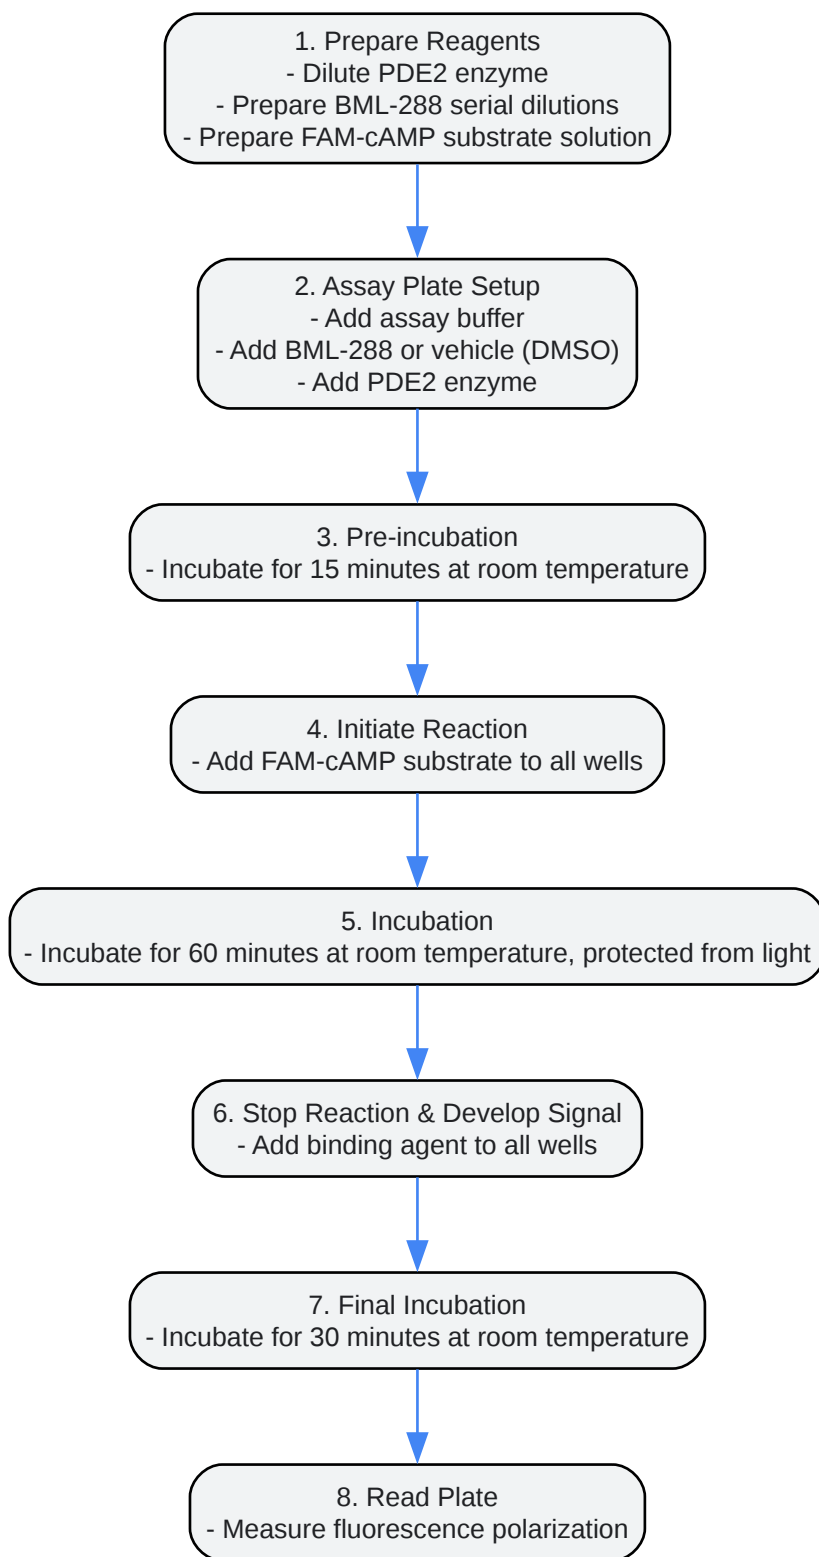 1. Prepare Reagents
- Dilute PDE2 enzyme
- Prepare BML-288 serial dilutions
- Prepare FAM-cAMP substrate solution
2. Assay Plate Setup
- Add assay buffer
- Add BML-288 or vehicle (DMSO)
- Add PDE2 enzyme
3. Pre-incubation
- Incubate for 15 minutes at room temperature
4. Initiate Reaction
- Add FAM-cAMP substrate to all wells
5. Incubation
- Incubate for 60 minutes at room temperature, protected from light
6. Stop Reaction & Develop Signal
- Add binding agent to all wells
7. Final Incubation
- Incubate for 30 minutes at room temperature
8. Read Plate
- Measure fluorescence polarization